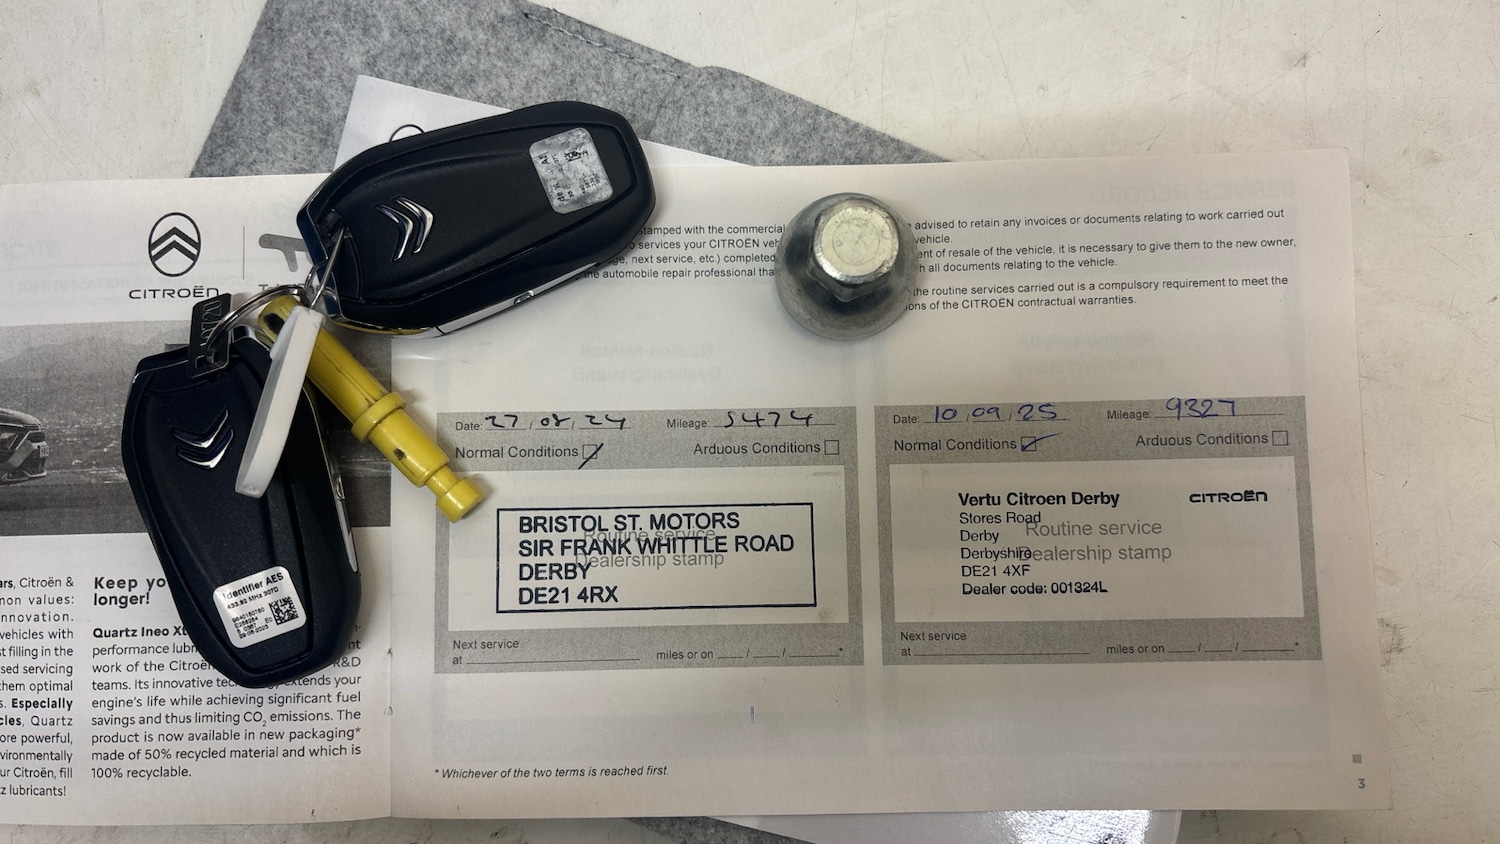 CITROËN
stamped with the commercial
services your CITROËN veh
ge, next service, etc.) completed
the automobile repair professional tha
advised to retain any invoices or documents relating to work carried out
vehicle.
ent of resale of the vehicle, it is necessary to give them to the new owner,
h all documents relating to the vehicle.
the routine services carried out is a compulsory requirement to meet the
ons of the CITROËN contractual warranties.
Date: 27/08/24 Mileage: 5474
Normal Conditions Arduous Conditions
BRISTOL ST. MOTORS
SIR FRANK WHITTLE ROAD
DERBY
DE21 4RX
Routine service
Dealership stamp
Next service
at miles or on / / *
Date: 10/09/25 Mileage: 9327
Normal Conditions Arduous Conditions
Vertu Citroen Derby
CITROËN
Stores Road
Derby
Derbyshire
DE21 4XF
Dealer code: 001324L
Routine service
Dealership stamp
Next service
at miles or on / / *
* Whichever of the two terms is reached first.
3
Identifier AES
433.92 MHz 307D
ars, Citroën &
mon values:
nnovation.
vehicles with
st filling in the
sed servicing
them optimal
s. Especially
cles, Quartz
ore powerful,
vironmentally
ur Citroën, fill
z lubricants!
Keep yo
longer!
Quartz Ineo Xt
performance lubr
work of the Citroën R&D
teams. Its innovative tec extends your
engine's life while achieving significant fuel
savings and thus limiting CO2 emissions. The
product is now available in new packaging*
made of 50% recycled material and which is
100% recyclable.